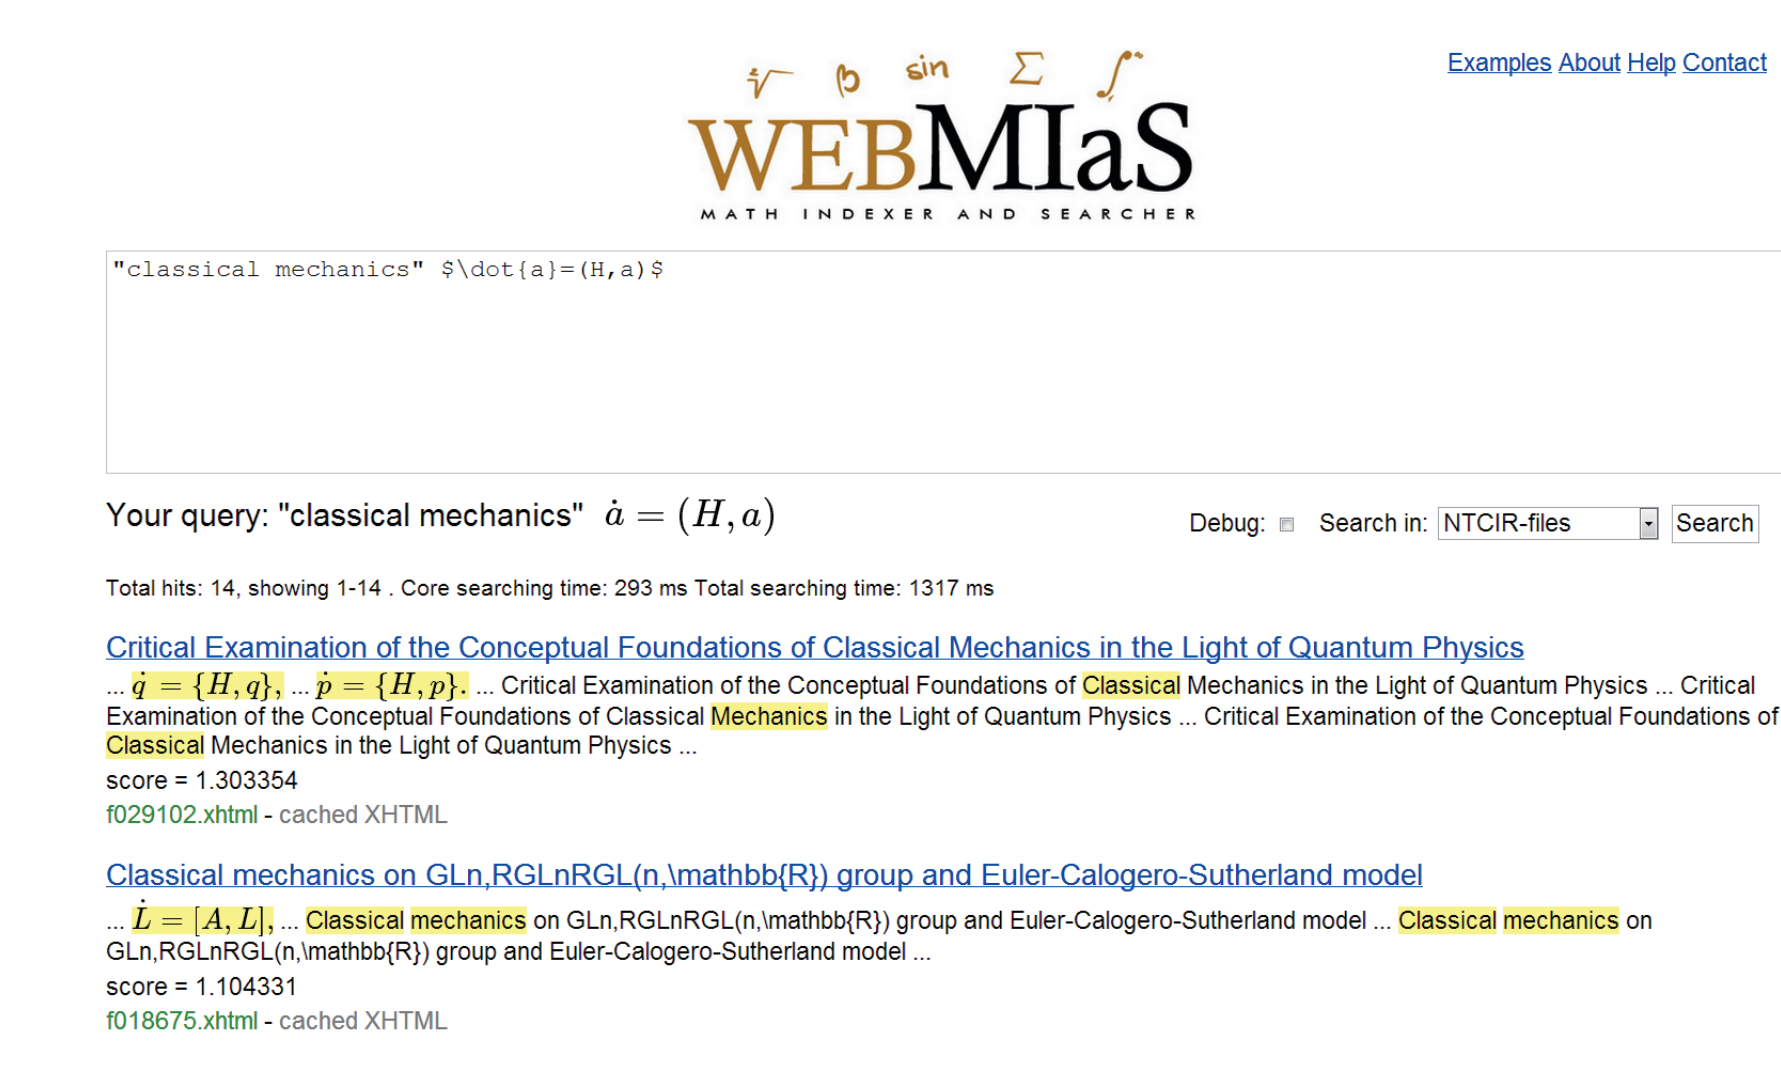 ∜ β sin Σ ∫
Examples About Help Contact
WEBMIaS
MATH INDEXER AND SEARCHER
"classical mechanics" $\dot{a}=(H,a)$
Your query: "classical mechanics" ȧ = (H, a)
Debug: Search in: NTCIR-files Search
Total hits: 14, showing 1-14 . Core searching time: 293 ms Total searching time: 1317 ms
Critical Examination of the Conceptual Foundations of Classical Mechanics in the Light of Quantum Physics
... q̇ = {H, q}, ... ṗ = {H, p}. ... Critical Examination of the Conceptual Foundations of Classical Mechanics in the Light of Quantum Physics ... Critical
Examination of the Conceptual Foundations of Classical Mechanics in the Light of Quantum Physics ... Critical Examination of the Conceptual Foundations of
Classical Mechanics in the Light of Quantum Physics ...
score = 1.303354
f029102.xhtml - cached XHTML
Classical mechanics on GLn,RGLnRGL(n,\mathbb{R}) group and Euler-Calogero-Sutherland model
... L̇ = [A, L], ... Classical mechanics on GLn,RGLnRGL(n,\mathbb{R}) group and Euler-Calogero-Sutherland model ... Classical mechanics on
GLn,RGLnRGL(n,\mathbb{R}) group and Euler-Calogero-Sutherland model ...
score = 1.104331
f018675.xhtml - cached XHTML